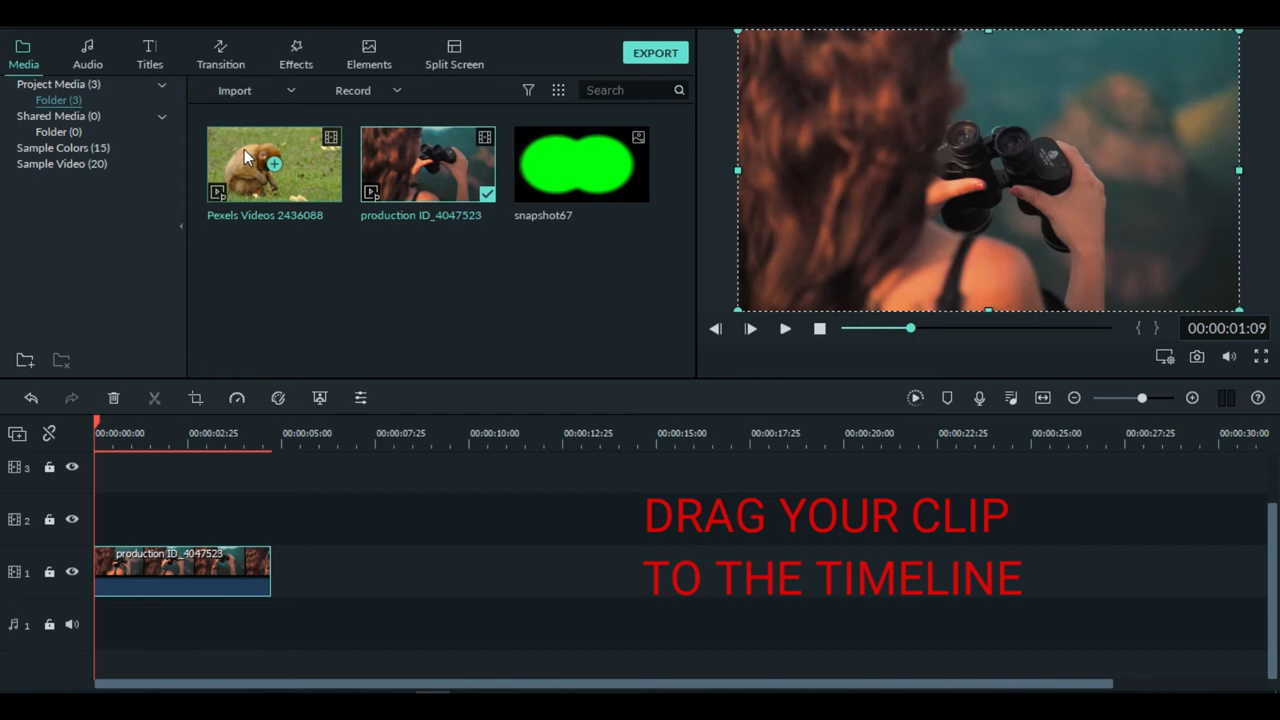 Media
Audio
Titles
Transition
Effects
Elements
Split Screen
EXPORT
Project Media (3)
Folder (3)
Shared Media (0)
Folder (0)
Sample Colors (15)
Sample Video (20)
Import
Record
Search
Pexels Videos 2436088
production ID_4047523
snapshot67
00:00:01:09
00:00:00:00
00:00:02:25
00:00:05:00
00:00:07:25
00:00:10:00
00:00:12:25
00:00:15:00
00:00:17:25
00:00:20:00
00:00:22:25
00:00:25:00
00:00:27:25
00:00:30:00
3
2
production ID_4047523
1
1
DRAG YOUR CLIP
TO THE TIMELINE